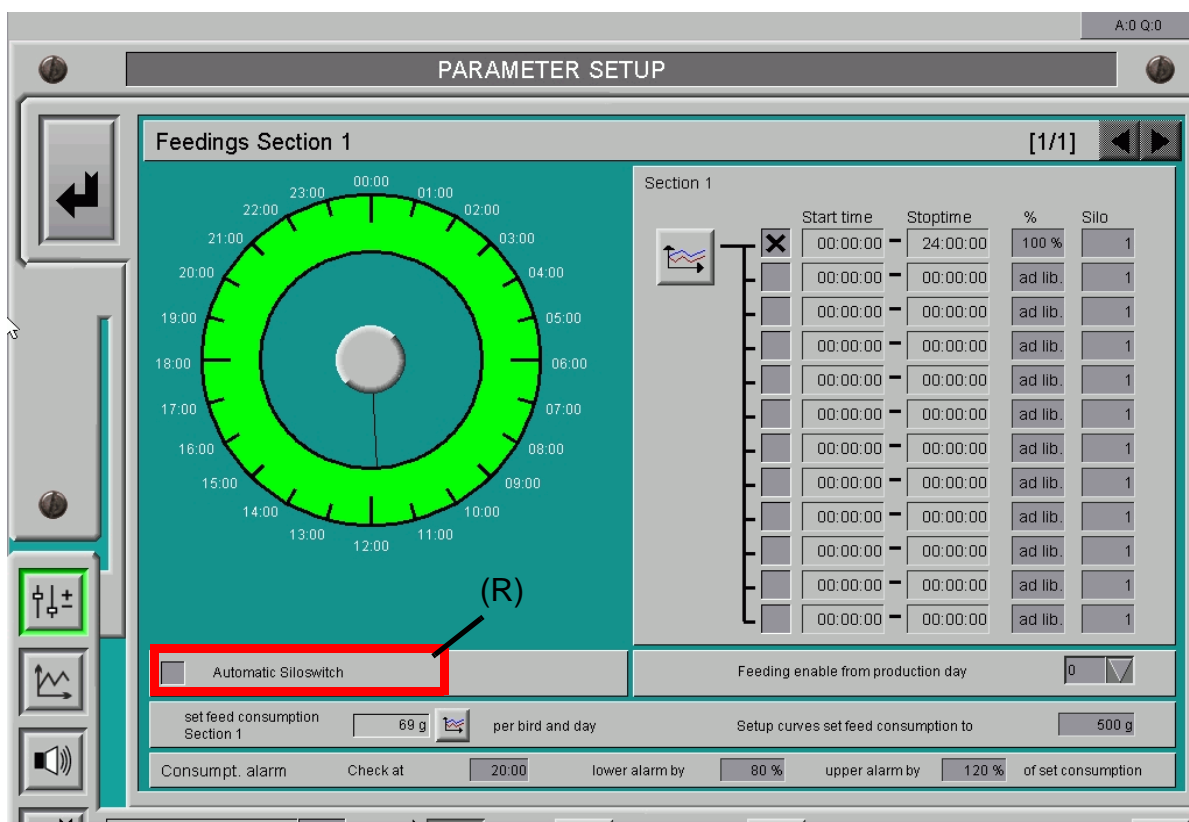 A:0 Q:0
PARAMETER SETUP
Feedings Section 1 [1/1]
00:00
01:00
02:00
03:00
04:00
05:00
06:00
07:00
08:00
09:00
10:00
11:00
12:00
13:00
14:00
15:00
16:00
17:00
18:00
19:00
20:00
21:00
22:00
23:00
Section 1
Start time Stoptime % Silo
00:00:00 - 24:00:00 100 % 1
00:00:00 - 00:00:00 ad lib. 1
00:00:00 - 00:00:00 ad lib. 1
00:00:00 - 00:00:00 ad lib. 1
00:00:00 - 00:00:00 ad lib. 1
00:00:00 - 00:00:00 ad lib. 1
00:00:00 - 00:00:00 ad lib. 1
00:00:00 - 00:00:00 ad lib. 1
00:00:00 - 00:00:00 ad lib. 1
00:00:00 - 00:00:00 ad lib. 1
00:00:00 - 00:00:00 ad lib. 1
00:00:00 - 00:00:00 ad lib. 1
(R)
Automatic Siloswitch
Feeding enable from production day 0
set feed consumption
Section 1
69 g per bird and day
Setup curves set feed consumption to 500 g
Consumpt. alarm Check at 20:00 lower alarm by 80 % upper alarm by 120 % of set consumption